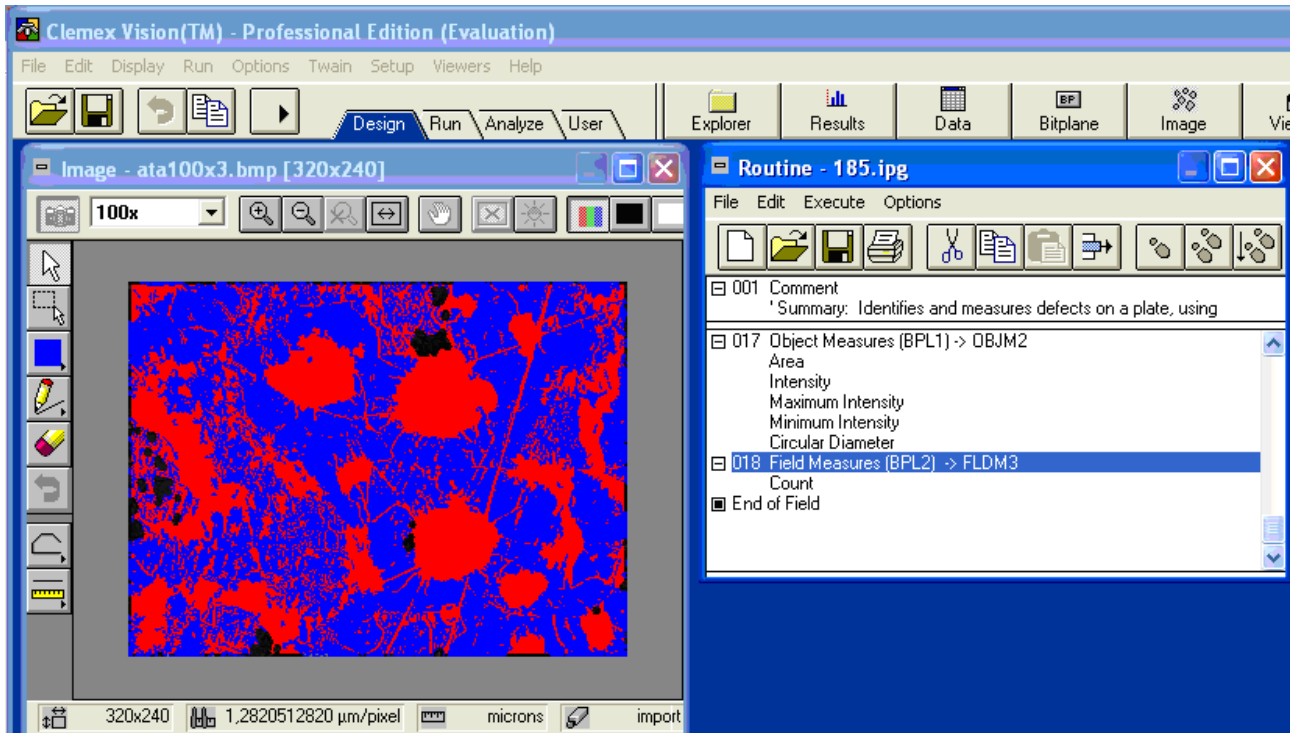 Clemex Vision(TM) - Professional Edition (Evaluation)
File Edit Display Run Options Twain Setup Viewers Help
Design Run Analyze User
Explorer Results Data Bitplane Image
BP
Image - ata100x3.bmp [320x240]
100x
320x240 1,2820512820 µm/pixel microns import
Routine - 185.ipg
File Edit Execute Options
001 Comment
' Summary: Identifies and measures defects on a plate, using
017 Object Measures (BPL1) -> OBJM2
Area
Intensity
Maximum Intensity
Minimum Intensity
Circular Diameter
018 Field Measures (BPL2) -> FLDM3
Count
End of Field